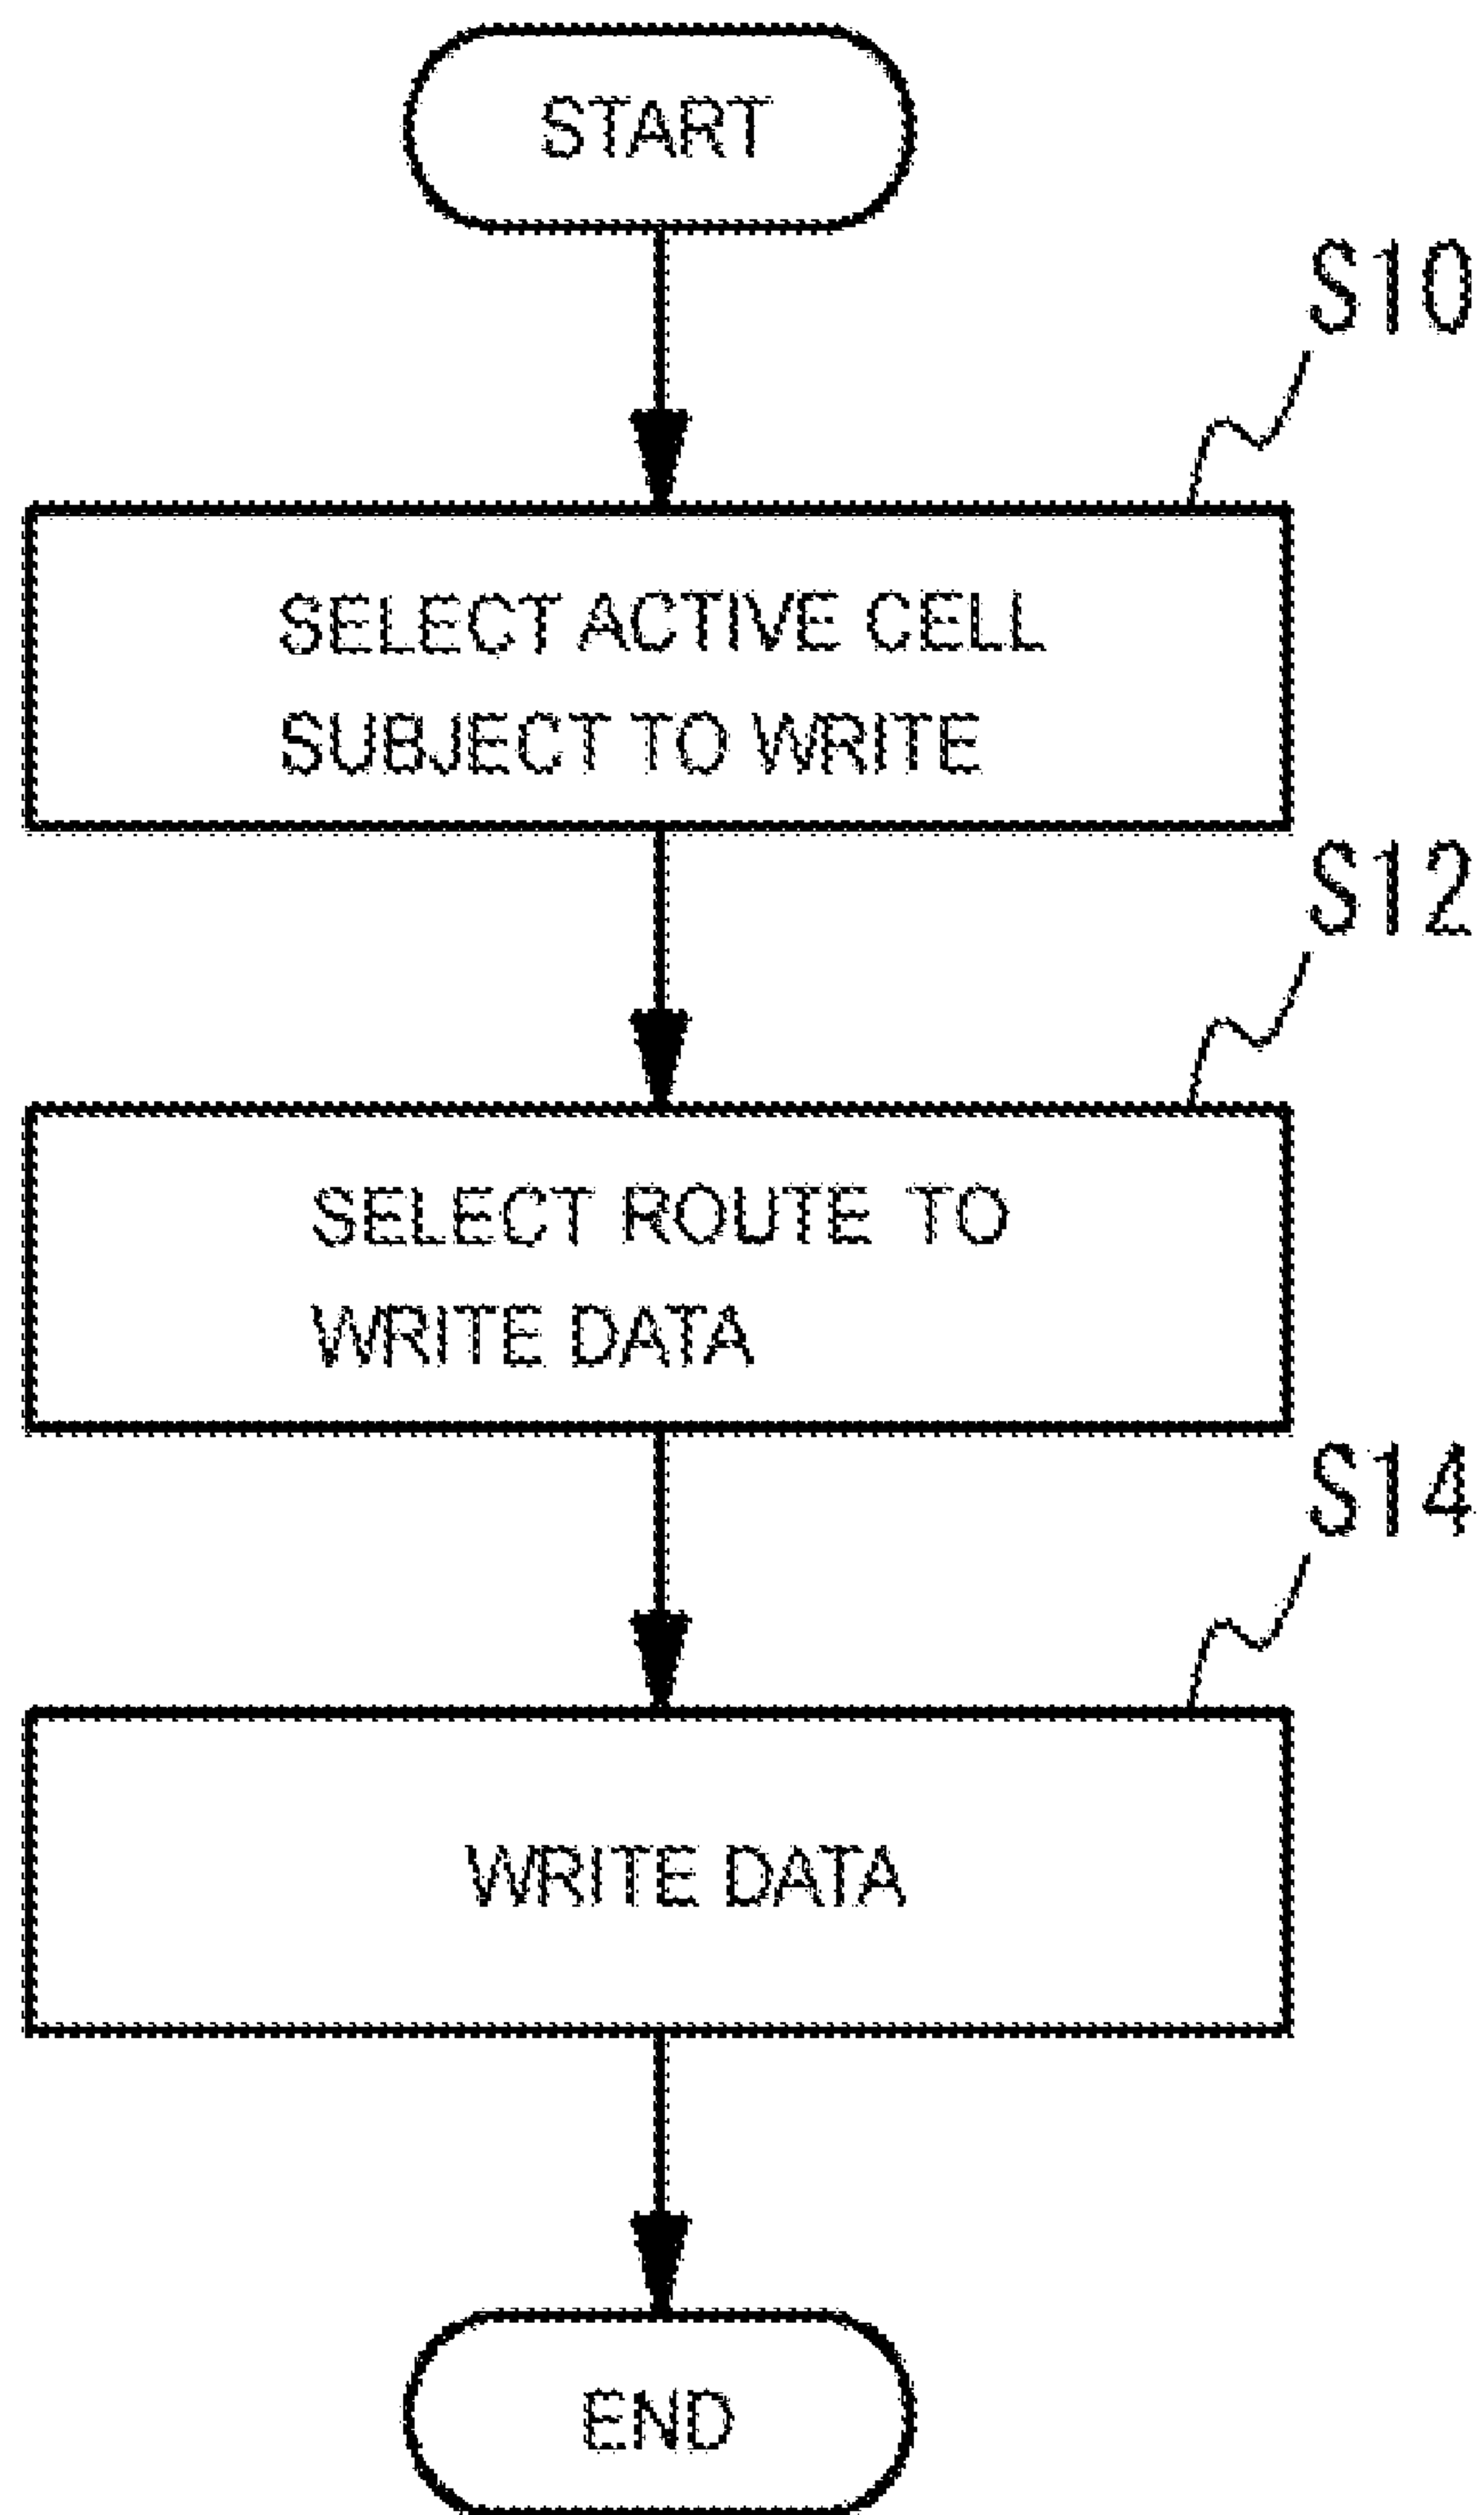 START
S10
SELECT ACTIVE CELL
SUBJECT TO WRITE
S12
SELECT ROUTE TO
WRITE DATA
S14
WRITE DATA
END